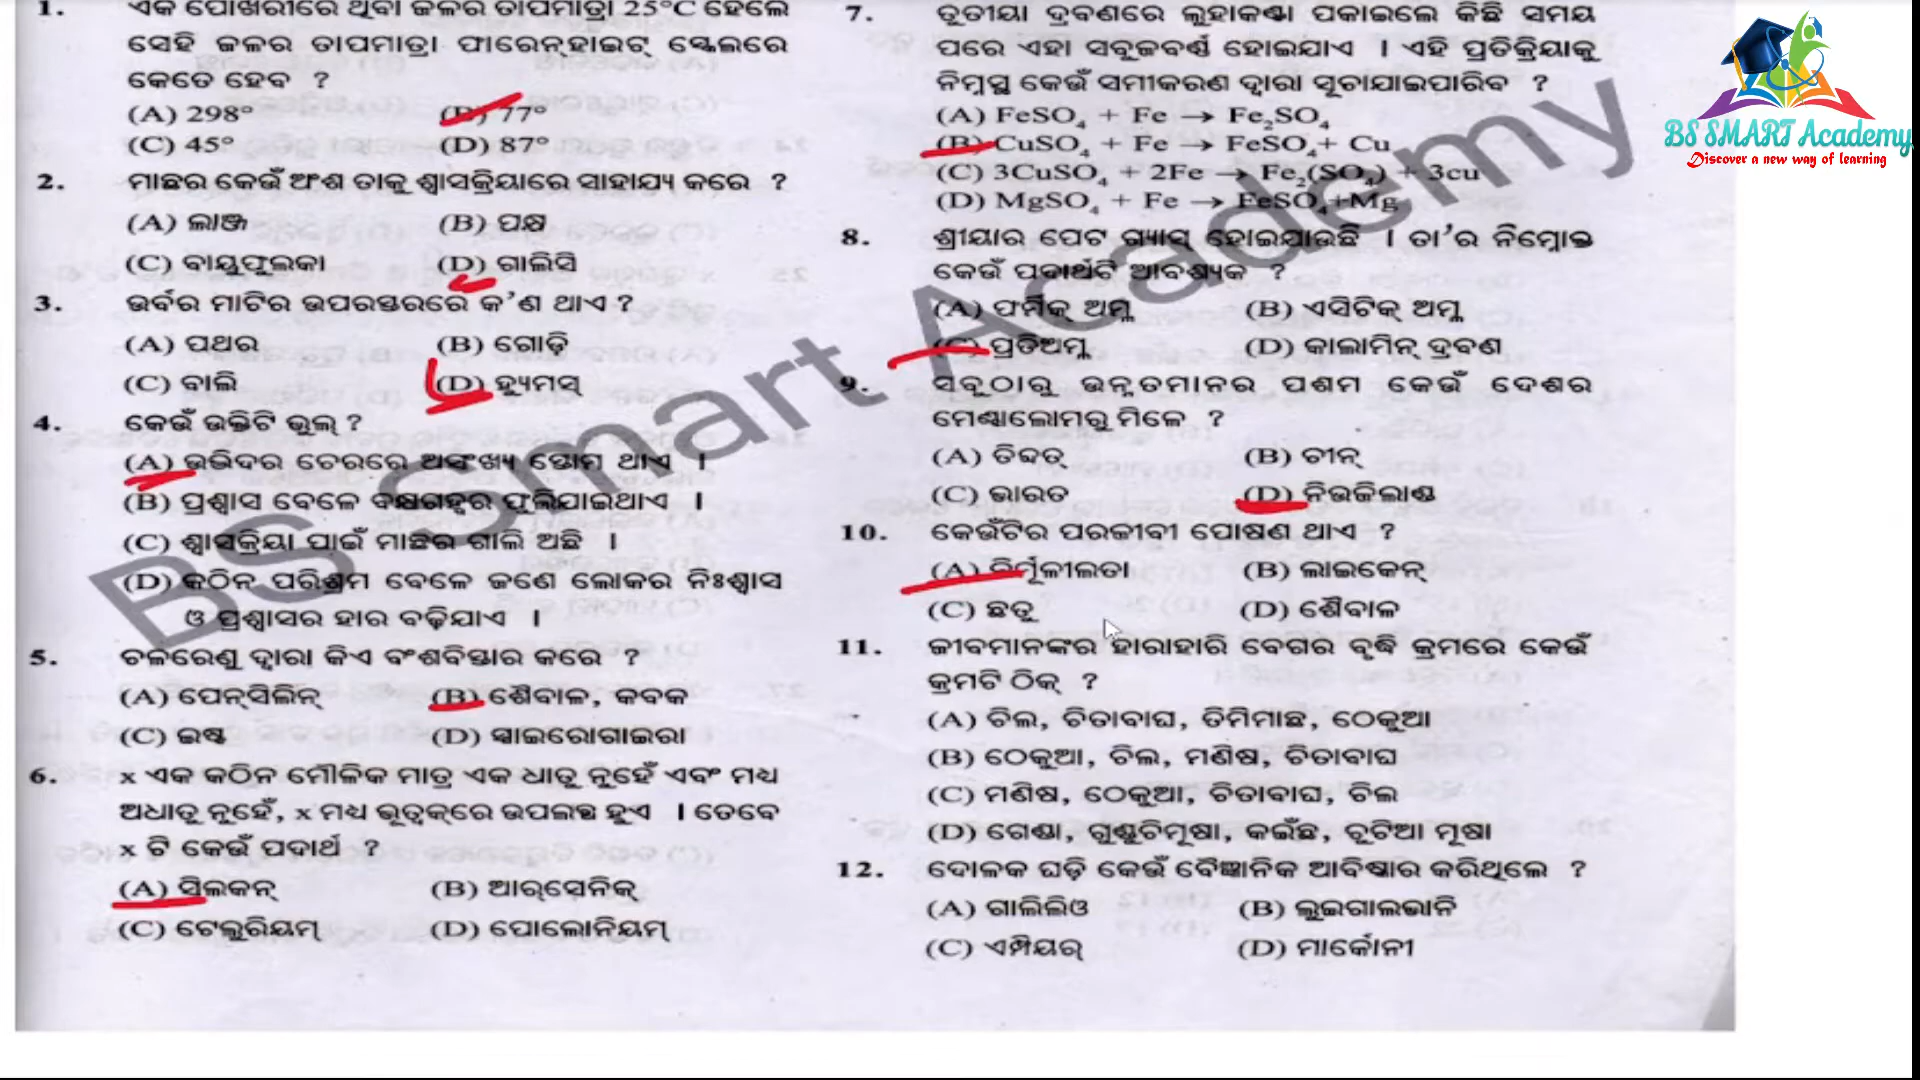 1. ଏକ ପୋଖରୀରେ ଥିବା ଜଳର ତାପମାତ୍ରା 25°C ହେଲେ
ସେହି ଜଳର ତାପମାତ୍ରା ଫାରେନ୍‌ହାଇଟ୍ ସ୍କେଲରେ
କେତେ ହେବ ?
(A) 298° (B) 77°
(C) 45° (D) 87°
2. ମାଛର କେଉଁ ଅଂଶ ତାକୁ ଶ୍ୱାସକ୍ରିୟାରେ ସାହାଯ୍ୟ କରେ ?
(A) ଲାଞ୍ଜ (B) ପକ୍ଷ
(C) ବାୟୁଫୁଲକା (D) ଗାଲିସି
3. ଉର୍ବର ମାଟିର ଉପରସ୍ତରରେ କ'ଣ ଥାଏ ?
(A) ପଥର (B) ଗୋଡ଼ି
(C) ବାଲି (D) ହ୍ୟୁମସ୍
4. କେଉଁ ଉକ୍ତିଟି ଭୁଲ୍ ?
(A) ଉଦ୍ଭିଦର ଚେରରେ ଅସଂଖ୍ୟ ଷ୍ଟୋମ ଥାଏ ।
(B) ପ୍ରଶ୍ୱାସ ବେଳେ ବକ୍ଷଗହ୍ୱର ଫୁଲିଯାଇଥାଏ ।
(C) ଶ୍ୱାସକ୍ରିୟା ପାଇଁ ମାଛର ଗାଲି ଅଛି ।
(D) କଠିନ ପରିଶ୍ରମ ବେଳେ ଜଣେ ଲୋକର ନିଃଶ୍ୱାସ
ଓ ପ୍ରଶ୍ୱାସର ହାର ବଢ଼ିଯାଏ ।
5. ଚଳରେଣୁ ଦ୍ୱାରା କିଏ ବଂଶବିସ୍ତାର କରେ ?
(A) ପେନ୍‌ସିଲିନ୍ (B) ଶୈବାଳ, କବକ
(C) ଇଷ୍ଟ (D) ସ୍ପାଇରୋଗାଇରା
6. x ଏକ କଠିନ ମୌଳିକ ମାତ୍ର ଏକ ଧାତୁ ନୁହେଁ ଏବଂ ମଧ୍ୟ
ଅଧାତୁ ନୁହେଁ, x ମଧ୍ୟ ଭୂତ୍ୱକ୍‌ରେ ଉପଲବ୍ଧ ହୁଏ । ତେବେ
x ଟି କେଉଁ ପଦାର୍ଥ ?
(A) ସିଲକନ୍ (B) ଆର୍‌ସେନିକ୍
(C) ଟେଲୁରିୟମ୍ (D) ପୋଲୋନିୟମ୍
7. ତୁତୀୟା ଦ୍ରବଣରେ ଲୁହାକଣ୍ଟା ପକାଇଲେ କିଛି ସମୟ
ପରେ ଏହା ସବୁଜବର୍ଣ୍ଣ ହୋଇଯାଏ । ଏହି ପ୍ରତିକ୍ରିୟାକୁ
ନିମ୍ନସ୍ଥ କେଉଁ ସମୀକରଣ ଦ୍ୱାରା ସୂଚାଯାଇପାରିବ ?
(A) FeSO₄ + Fe → Fe₂SO₄
(B) CuSO₄ + Fe → FeSO₄+ Cu
(C) 3CuSO₄ + 2Fe → Fe₂(SO₄) + 3cu
(D) MgSO₄ + Fe → FeSO₄+Mg
8. ଶ୍ରୀୟାର ପେଟ ଗ୍ୟାସ୍ ହୋଇଯାଉଛି । ତା'ର ନିମ୍ନୋକ୍ତ
କେଉଁ ପଦାର୍ଥଟି ଆବଶ୍ୟକ ?
(A) ଫର୍ମିକ୍ ଅମ୍ଳ (B) ଏସିଟିକ୍ ଅମ୍ଳ
(C) ପ୍ରତିଅମ୍ଳ (D) କାଲାମିନ୍ ଦ୍ରବଣ
9. ସବୁଠାରୁ ଉନ୍ନତମାନର ପଶମ କେଉଁ ଦେଶର
ମେଣ୍ଢାଲୋମରୁ ମିଳେ ?
(A) ତିବ୍ବତ୍ (B) ଚୀନ୍
(C) ଭାରତ (D) ନିଉଜିଲାଣ୍ଡ
10. କେଉଁଟିର ପରଜୀବୀ ପୋଷଣ ଥାଏ ?
(A) ନିର୍ମୂଳୀଲତା (B) ଲାଇକେନ୍
(C) ଛତୁ (D) ଶୈବାଳ
11. ଜୀବମାନଙ୍କର ହାରାହାରି ବେଗର ବୃଦ୍ଧି କ୍ରମରେ କେଉଁ
କ୍ରମଟି ଠିକ୍ ?
(A) ଚିଲ, ଚିତାବାଘ, ତିମିମାଛ, ଠେକୁଆ
(B) ଠେକୁଆ, ଚିଲ, ମଣିଷ, ଚିତାବାଘ
(C) ମଣିଷ, ଠେକୁଆ, ଚିତାବାଘ, ଚିଲ
(D) ଗେଣ୍ଡା, ଗୁଣ୍ଡୁଚିମୂଷା, କଇଁଛ, ଚୁଟିଆ ମୂଷା
12. ଦୋଳକ ଘଡ଼ି କେଉଁ ବୈଜ୍ଞାନିକ ଆବିଷ୍କାର କରିଥିଲେ ?
(A) ଗାଲିଲିଓ (B) ଲୁଇଗାଲଭାନି
(C) ଏମ୍ପିୟର୍ (D) ମାର୍କୋନୀ
BS Smart Academy
BS SMART Academy
Discover a new way of learning